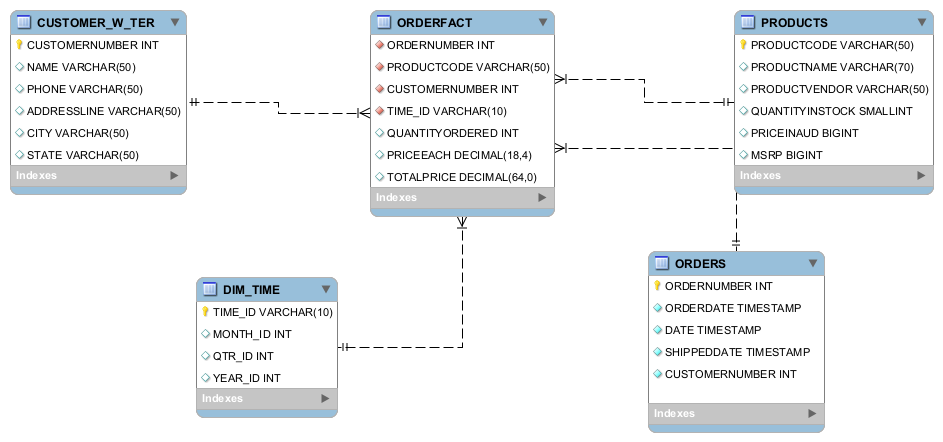 CUSTOMER_W_TER
CUSTOMERNUMBER INT
NAME VARCHAR(50)
PHONE VARCHAR(50)
ADDRESSLINE VARCHAR(50)
CITY VARCHAR(50)
STATE VARCHAR(50)
Indexes
ORDERFACT
ORDERNUMBER INT
PRODUCTCODE VARCHAR(50)
CUSTOMERNUMBER INT
TIME_ID VARCHAR(10)
QUANTITYORDERED INT
PRICEEACH DECIMAL(18,4)
TOTALPRICE DECIMAL(64,0)
Indexes
PRODUCTS
PRODUCTCODE VARCHAR(50)
PRODUCTNAME VARCHAR(70)
PRODUCTVENDOR VARCHAR(50)
QUANTITYINSTOCK SMALLINT
PRICEINAUD BIGINT
MSRP BIGINT
Indexes
DIM_TIME
TIME_ID VARCHAR(10)
MONTH_ID INT
QTR_ID INT
YEAR_ID INT
Indexes
ORDERS
ORDERNUMBER INT
ORDERDATE TIMESTAMP
DATE TIMESTAMP
SHIPPEDDATE TIMESTAMP
CUSTOMERNUMBER INT
Indexes